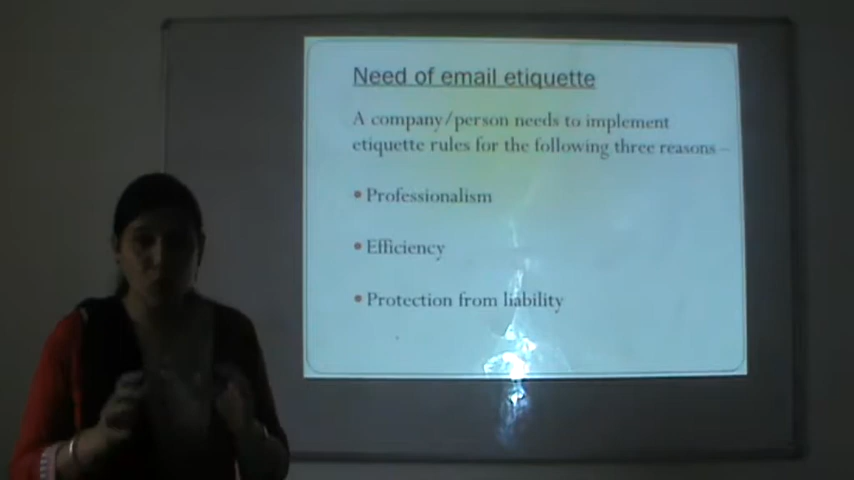 Need of email etiquette
A company/person needs to implement
etiquette rules for the following three reasons –
• Professionalism
• Efficiency
• Protection from liability